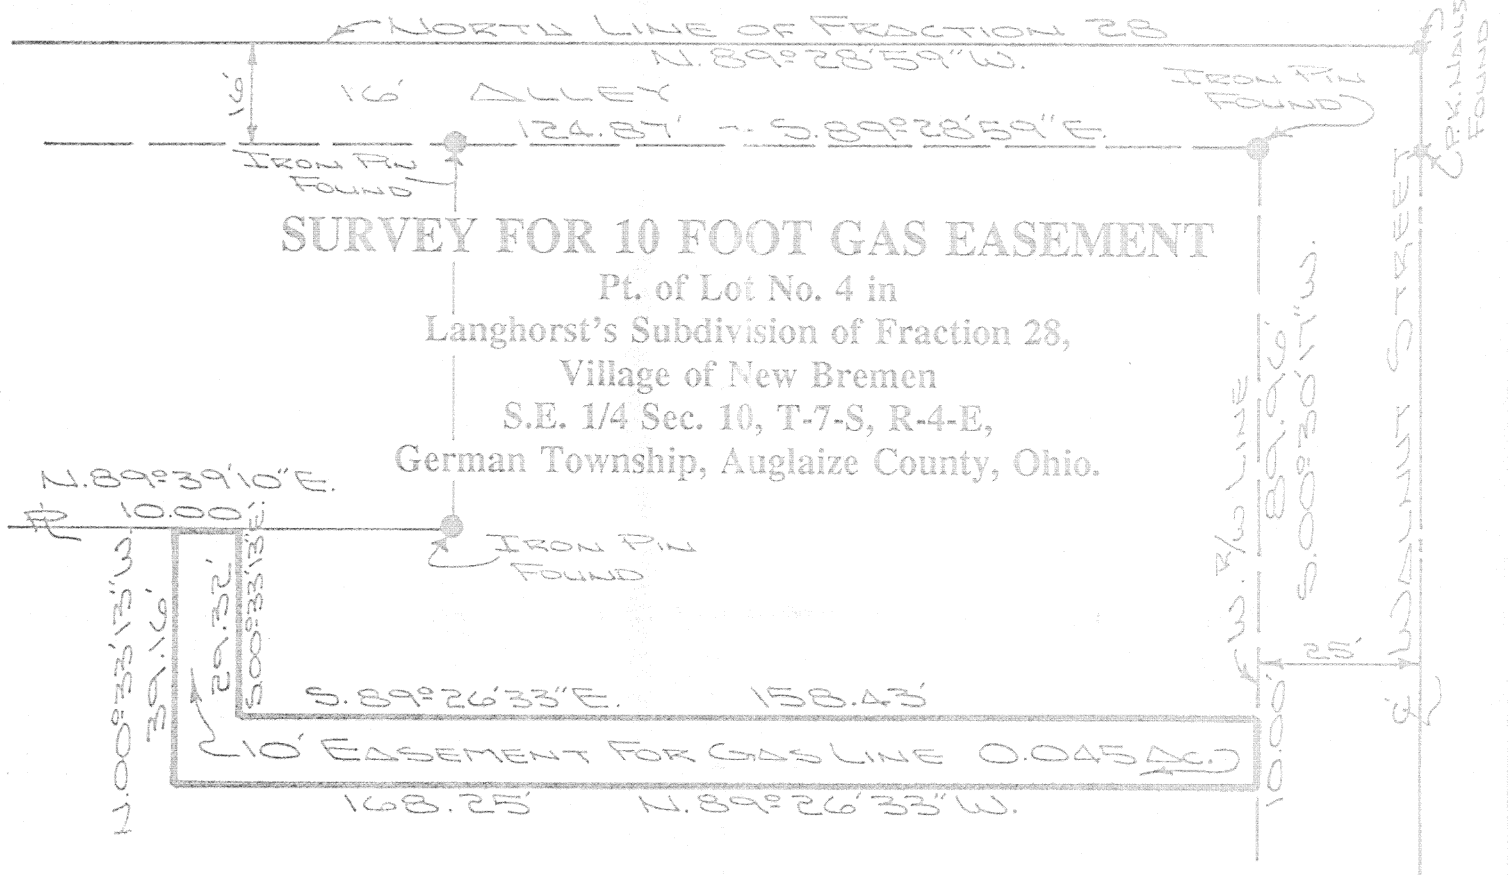 NORTH LINE OF FRACTION 28
N.89°28'59"W.
P.K. NAILS
FOUND
16'
16' ALLEY
IRON PIN
FOUND
124.87' — S.89°28'59"E.
IRON PIN
FOUND
SURVEY FOR 10 FOOT GAS EASEMENT
Pt. of Lot No. 4 in
Langhorst's Subdivision of Fraction 28,
Village of New Bremen
S.E. 1/4 Sec. 10, T-7-S, R-4-E,
German Township, Auglaize County, Ohio.
W. R/W LINE
89.26'
S.00°30'17"W.
WALNUT STREET
N.89°39'10"E.
10.00'
IRON PIN
FOUND
N.00°33'13"W.
39.16'
29.32'
S.00°33'13"E.
25'
S.89°26'33"E. 158.43'
10' EASEMENT FOR GAS LINE 0.045 AC.
10.00'
168.25' N.89°26'33"W.